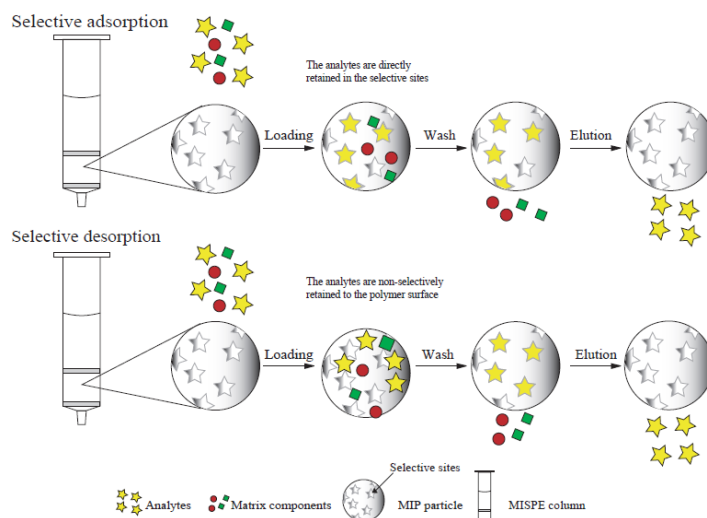 Selective adsorption
The analytes are directly
retained in the selective sites
Loading
Wash
Elution
Selective desorption
The analytes are non-selectively
retained to the polymer surface
Loading
Wash
Elution
Selective sites
Analytes
Matrix components
MIP particle
MISPE column